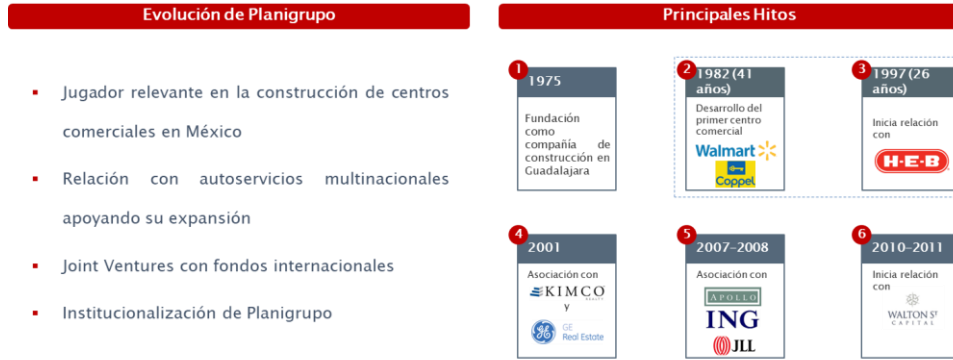 Evolución de Planigrupo
▪ Jugador relevante en la construcción de centros
comerciales en México
▪ Relación con autoservicios multinacionales
apoyando su expansión
▪ Joint Ventures con fondos internacionales
▪ Institucionalización de Planigrupo
Principales Hitos
1
1975
Fundación
como
compañía de
construcción en
Guadalajara
2
1982 (41
años)
Desarrollo del
primer centro
comercial
Walmart
Coppel
3
1997 (26
años)
Inicia relación
con
H-E-B
4
2001
Asociación con
KIMCO
REALTY
y
GE
Real Estate
5
2007-2008
Asociación con
APOLLO
ING
JLL
6
2010-2011
Inicia relación
con
WALTON ST
CAPITAL